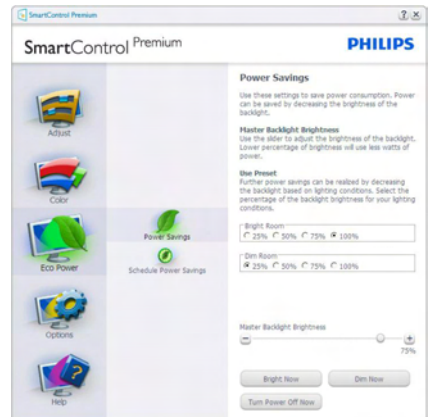 SmartControl Premium
SmartControl Premium
PHILIPS
Adjust
Color
Eco Power
Options
Help
Power Savings
Schedule Power Savings
Power Savings
Use these settings to save power consumption. Power
can be saved by decreasing the brightness of the
backlight.
Master Backlight Brightness
Use the slider to adjust the brightness of the backlight.
Lower percentage of brightness will use less watts of
power.
Use Preset
Further power savings can be realized by decreasing
the backlight based on lighting conditions. Select the
percentage of the backlight brightness for your lighting
conditions.
Bright Room
25% 50% 75% 100%
Dim Room
25% 50% 75% 100%
Master Backlight Brightness
75%
Bright Now Dim Now
Turn Power Off Now